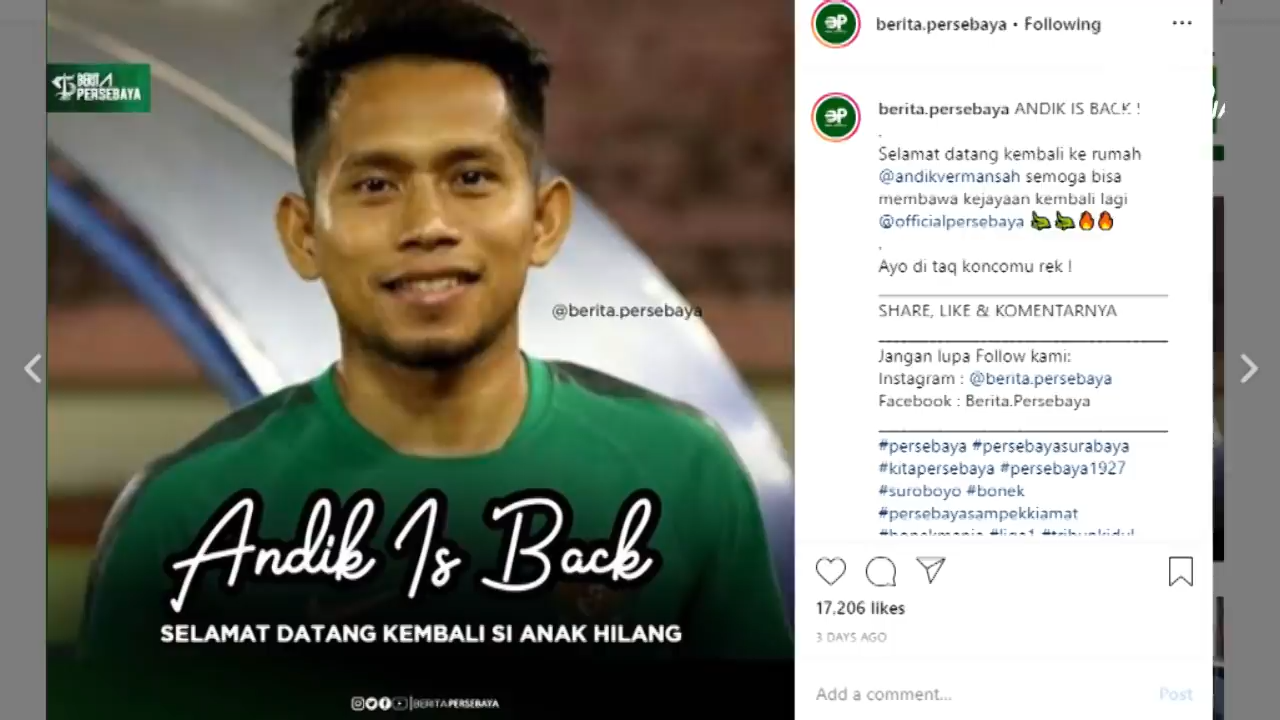 BERITA
PERSEBAYA
@berita.persebaya
Andik Is Back
SELAMAT DATANG KEMBALI SI ANAK HILANG
BERITAPERSEBAYA
berita.persebaya • Following
berita.persebaya ANDIK IS BACK !
.
Selamat datang kembali ke rumah
@andikvermansah semoga bisa
membawa kejayaan kembali lagi
@officialpersebaya 🐊🐊🔥🔥
.
Ayo di taq koncomu rek !
SHARE, LIKE & KOMENTARNYA
Jangan lupa Follow kami:
Instagram : @berita.persebaya
Facebook : Berita.Persebaya
#persebaya #persebayasurabaya
#kitapersebaya #persebaya1927
#suroboyo #bonek
#persebayasampekkiamat
#bonekmania #liga1 #tribunkidul
17,206 likes
3 DAYS AGO
Add a comment...
Post